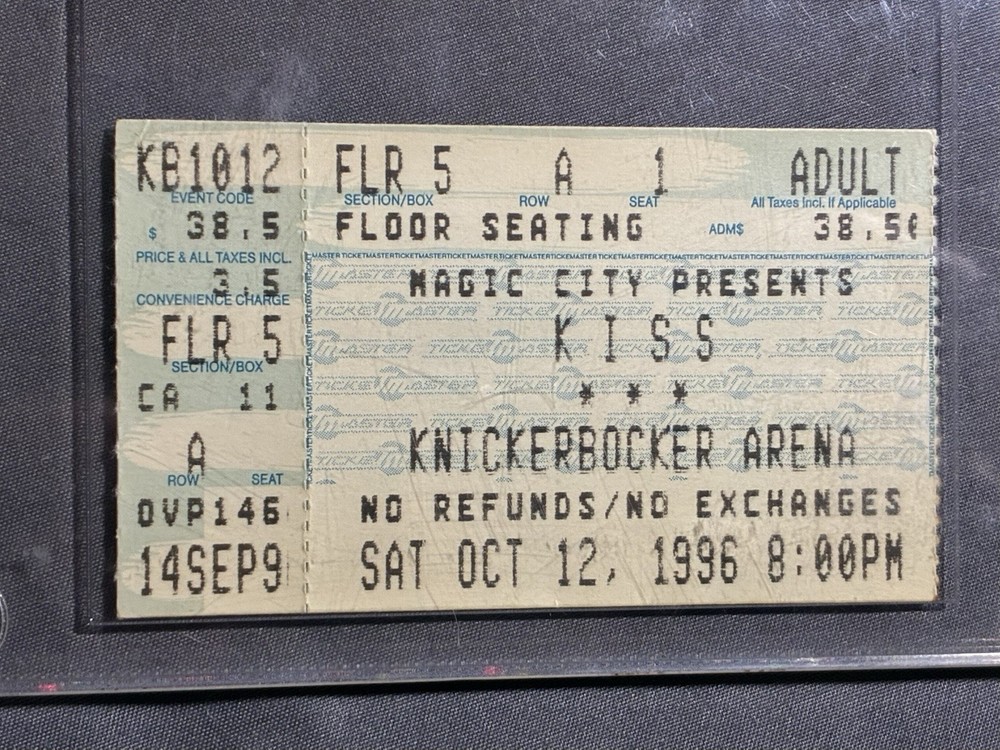 KB1012 FLR 5 A 1 ADULT
EVENT CODE SECTION/BOX ROW SEAT All Taxes Incl. If Applicable
$ 38.5 FLOOR SEATING ADM$ 38.50
PRICE & ALL TAXES INCL.
MAGIC CITY PRESENTS
3.5
CONVENIENCE CHARGE
FLR 5 K I S S
SECTION/BOX
CA 11 * * *
A KNICKERBOCKER ARENA
ROW SEAT
OVP146 NO REFUNDS/NO EXCHANGES
14SEP9 SAT OCT 12, 1996 8:00PM
TICKETMASTER